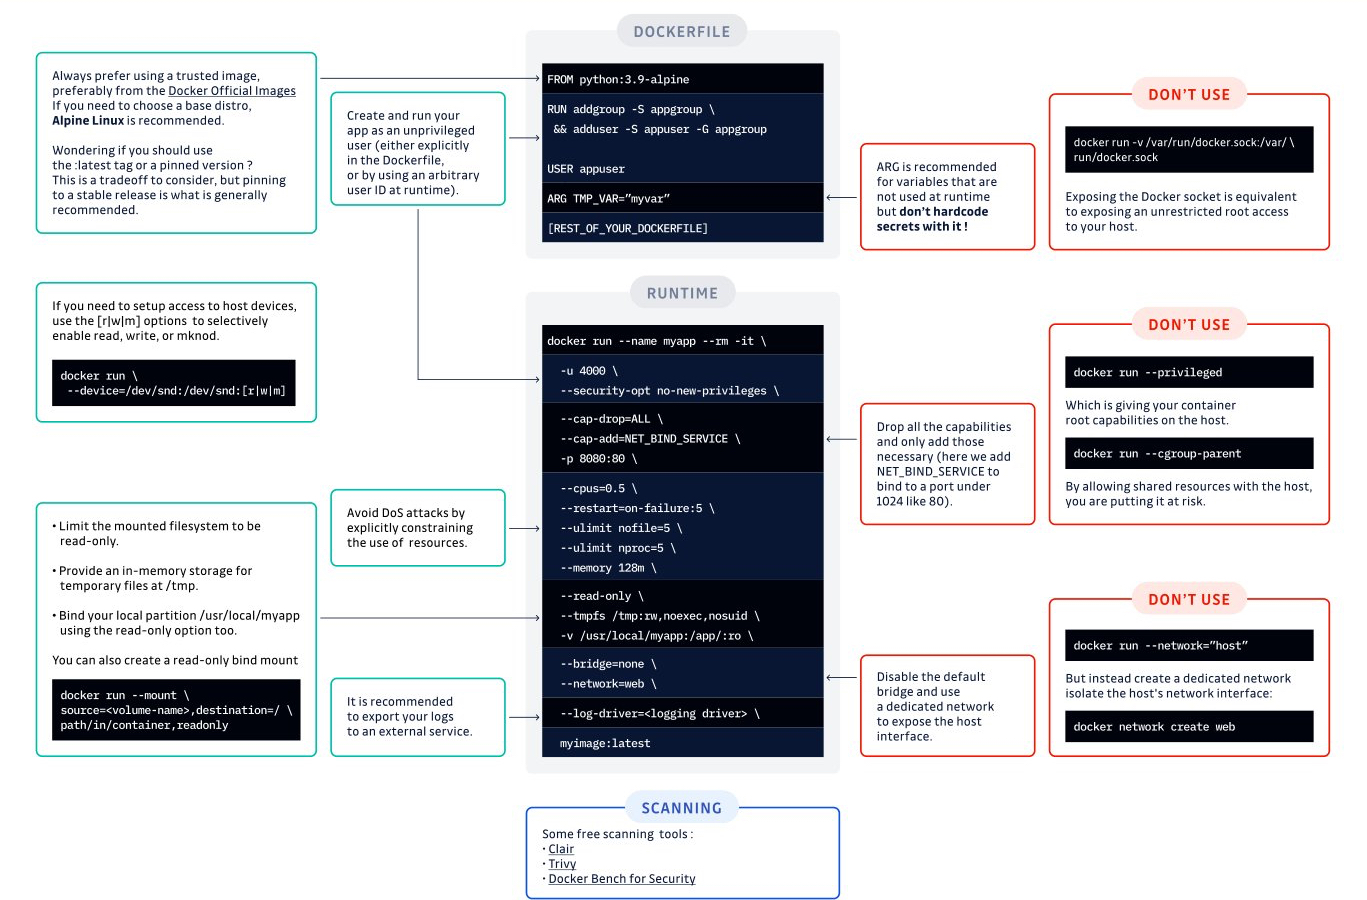 DOCKERFILE
Always prefer using a trusted image,
preferably from the Docker Official Images
If you need to choose a base distro,
Alpine Linux is recommended.
Wondering if you should use
the :latest tag or a pinned version ?
This is a tradeoff to consider, but pinning
to a stable release is what is generally
recommended.
Create and run your
app as an unprivileged
user (either explicitly
in the Dockerfile,
or by using an arbitrary
user ID at runtime).
FROM python:3.9-alpine
RUN addgroup -S appgroup \
&& adduser -S appuser -G appgroup
USER appuser
ARG TMP_VAR=”myvar”
[REST_OF_YOUR_DOCKERFILE]
ARG is recommended
for variables that are
not used at runtime
but don’t hardcode
secrets with it !
DON’T USE
docker run -v /var/run/docker.sock:/var/ \
run/docker.sock
Exposing the Docker socket is equivalent
to exposing an unrestricted root access
to your host.
If you need to setup access to host devices,
use the [r|w|m] options to selectively
enable read, write, or mknod.
docker run \
--device=/dev/snd:/dev/snd:[r|w|m]
RUNTIME
docker run --name myapp --rm -it \
-u 4000 \
--security-opt no-new-privileges \
--cap-drop=ALL \
--cap-add=NET_BIND_SERVICE \
-p 8080:80 \
--cpus=0.5 \
--restart=on-failure:5 \
--ulimit nofile=5 \
--ulimit nproc=5 \
--memory 128m \
--read-only \
--tmpfs /tmp:rw,noexec,nosuid \
-v /usr/local/myapp:/app/:ro \
--bridge=none \
--network=web \
--log-driver=<logging driver> \
myimage:latest
Drop all the capabilities
and only add those
necessary (here we add
NET_BIND_SERVICE to
bind to a port under
1024 like 80).
DON’T USE
docker run --privileged
Which is giving your container
root capabilities on the host.
docker run --cgroup-parent
By allowing shared resources with the host,
you are putting it at risk.
• Limit the mounted filesystem to be
read-only.
• Provide an in-memory storage for
temporary files at /tmp.
• Bind your local partition /usr/local/myapp
using the read-only option too.
You can also create a read-only bind mount
docker run --mount \
source=<volume-name>,destination=/ \
path/in/container,readonly
Avoid DoS attacks by
explicitly constraining
the use of resources.
It is recommended
to export your logs
to an external service.
Disable the default
bridge and use
a dedicated network
to expose the host
interface.
DON’T USE
docker run --network=”host”
But instead create a dedicated network
isolate the host's network interface:
docker network create web
SCANNING
Some free scanning tools :
· Clair
· Trivy
· Docker Bench for Security